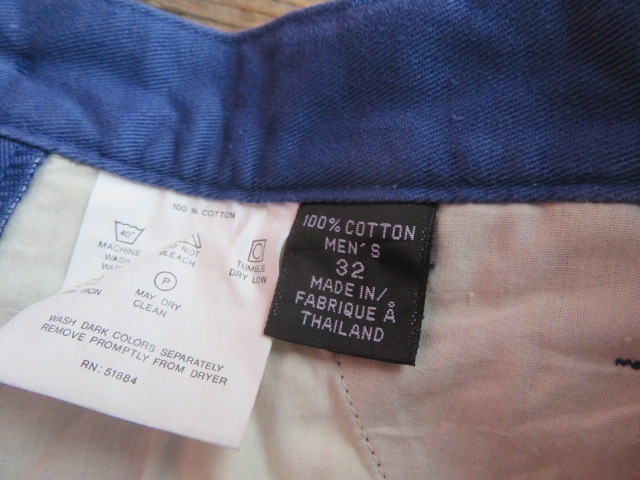 100% COTTON
40°
MACHINE
WASH
DO NOT
BLEACH
TUMBLE
DRY LOW
P
MAY DRY
CLEAN
WASH DARK COLORS SEPARATELY
REMOVE PROMPTLY FROM DRYER
RN: 51884
100% COTTON
MEN'S
32
MADE IN/
FABRIQUE À
THAILAND